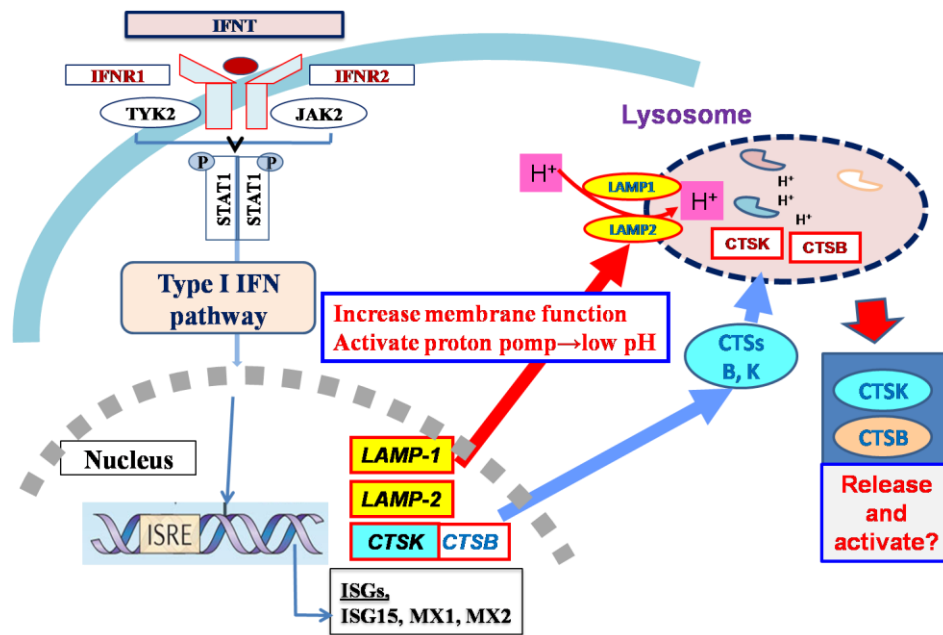 IFNT
IFNR1
IFNR2
TYK2
JAK2
P
P
STAT1
STAT1
Type I IFN
pathway
Nucleus
ISRE
ISGs,
ISG15, MX1, MX2
LAMP-1
LAMP-2
CTSK
CTSB
Increase membrane function
Activate proton pomp→low pH
Lysosome
H⁺
LAMP1
LAMP2
H⁺
H⁺
H⁺
H⁺
CTSK
CTSB
CTSs
B, K
CTSK
CTSB
Release
and
activate?